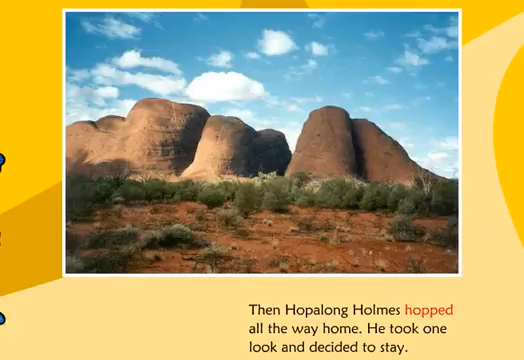 Then Hopalong Holmes hopped
all the way home. He took one
look and decided to stay.